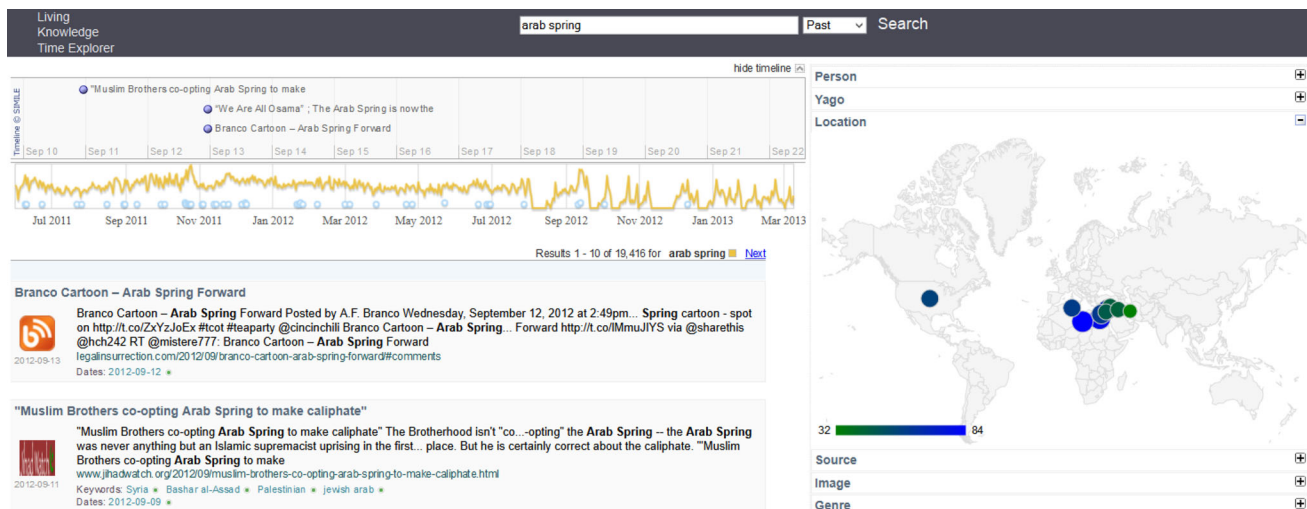 Living
Knowledge
Time Explorer
arab spring
Past
Search
hide timeline
Timeline © SIMILE
"Muslim Brothers co-opting Arab Spring to make
"We Are All Osama" ; The Arab Spring is now the
Branco Cartoon – Arab Spring Forward
Sep 10 Sep 11 Sep 12 Sep 13 Sep 14 Sep 15 Sep 16 Sep 17 Sep 18 Sep 19 Sep 20 Sep 21 Sep 22
Jul 2011 Sep 2011 Nov 2011 Jan 2012 Mar 2012 May 2012 Jul 2012 Sep 2012 Nov 2012 Jan 2013 Mar 2013
Results 1 - 10 of 19,416 for arab spring Next
Branco Cartoon – Arab Spring Forward
Branco Cartoon – Arab Spring Forward Posted by A.F. Branco Wednesday, September 12, 2012 at 2:49pm... Spring cartoon - spot
on http://t.co/ZxYzJoEx #tcot #teaparty @cincinchili Branco Cartoon – Arab Spring... Forward http://t.co/IMmuJIYS via @sharethis
@hch242 RT @mistere777: Branco Cartoon – Arab Spring Forward
legalinsurrection.com/2012/09/branco-cartoon-arab-spring-forward/#comments
2012-09-13
Dates: 2012-09-12
"Muslim Brothers co-opting Arab Spring to make caliphate"
"Muslim Brothers co-opting Arab Spring to make caliphate" The Brotherhood isn't "co...-opting" the Arab Spring -- the Arab Spring
was never anything but an Islamic supremacist uprising in the first... place. But he is certainly correct about the caliphate. "'Muslim
Brothers co-opting Arab Spring to make
www.jihadwatch.org/2012/09/muslim-brothers-co-opting-arab-spring-to-make-caliphate.html
Jihad Watch
2012-09-11
Keywords: Syria Bashar al-Assad Palestinian jewish arab
Dates: 2012-09-09
Person
Yago
Location
32 84
Source
Image
Genre